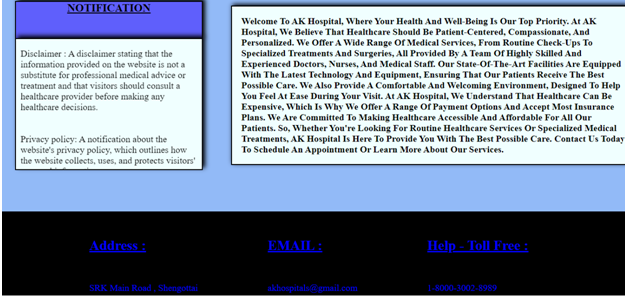 NOTIFICATION
Disclaimer : A disclaimer stating that the
information provided on the website is not a
substitute for professional medical advice or
treatment and that visitors should consult a
healthcare provider before making any
healthcare decisions.
Privacy policy: A notification about the
website's privacy policy, which outlines how
the website collects, uses, and protects visitors'
Welcome To AK Hospital, Where Your Health And Well-Being Is Our Top Priority. At AK
Hospital, We Believe That Healthcare Should Be Patient-Centered, Compassionate, And
Personalized. We Offer A Wide Range Of Medical Services, From Routine Check-Ups To
Specialized Treatments And Surgeries, All Provided By A Team Of Highly Skilled And
Experienced Doctors, Nurses, And Medical Staff. Our State-Of-The-Art Facilities Are Equipped
With The Latest Technology And Equipment, Ensuring That Our Patients Receive The Best
Possible Care. We Also Provide A Comfortable And Welcoming Environment, Designed To Help
You Feel At Ease During Your Visit. At AK Hospital, We Understand That Healthcare Can Be
Expensive, Which Is Why We Offer A Range Of Payment Options And Accept Most Insurance
Plans. We Are Committed To Making Healthcare Accessible And Affordable For All Our
Patients. So, Whether You're Looking For Routine Healthcare Services Or Specialized Medical
Treatments, AK Hospital Is Here To Provide You With The Best Possible Care. Contact Us Today
To Schedule An Appointment Or Learn More About Our Services.
Address :
EMAIL :
Help - Toll Free :
Main Road ,
akhospitals@gmail.com